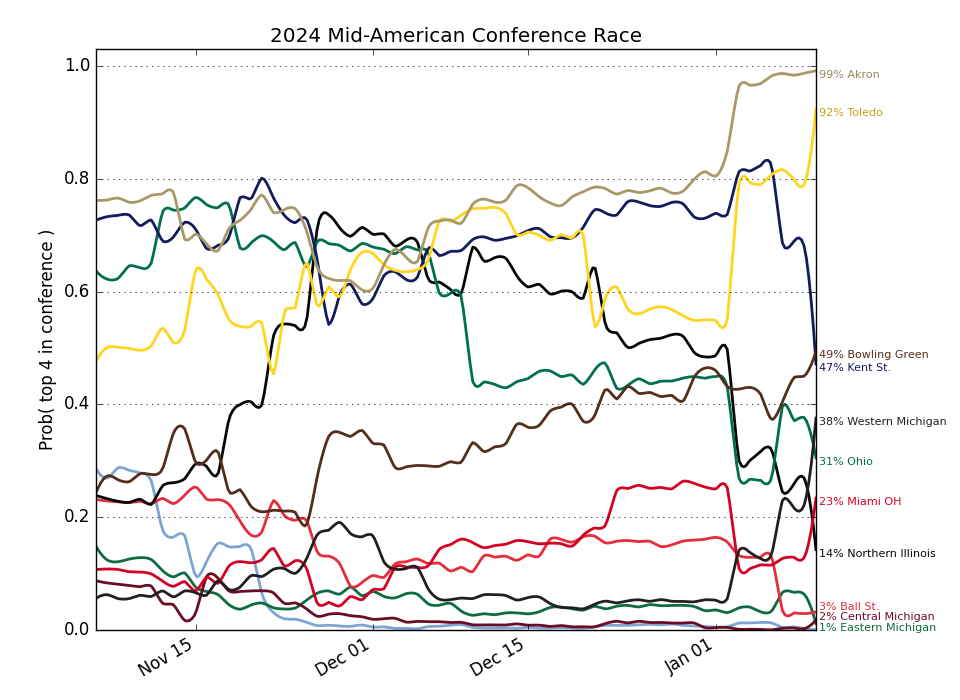 2024 Mid-American Conference Race
Prob( top 4 in conference )
1.0
0.8
0.6
0.4
0.2
0.0
Nov 15
Dec 01
Dec 15
Jan 01
99% Akron
92% Toledo
49% Bowling Green
47% Kent St.
38% Western Michigan
31% Ohio
23% Miami OH
14% Northern Illinois
3% Ball St.
2% Central Michigan
1% Eastern Michigan